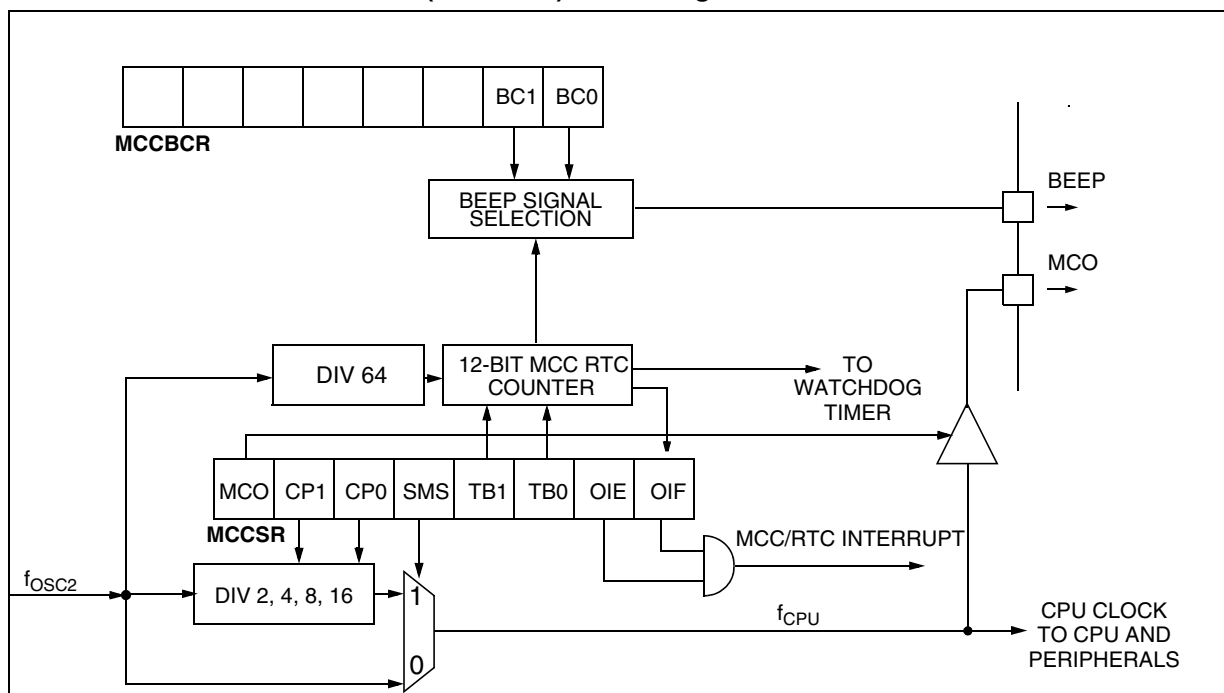 BC1 BC0
MCCBCR
BEEP SIGNAL
SELECTION
BEEP
MCO
DIV 64
12-BIT MCC RTC
COUNTER
TO
WATCHDOG
TIMER
MCO CP1 CP0 SMS TB1 TB0 OIE OIF
MCCSR
MCC/RTC INTERRUPT
fOSC2
DIV 2, 4, 8, 16
1
0
fCPU
CPU CLOCK
TO CPU AND
PERIPHERALS